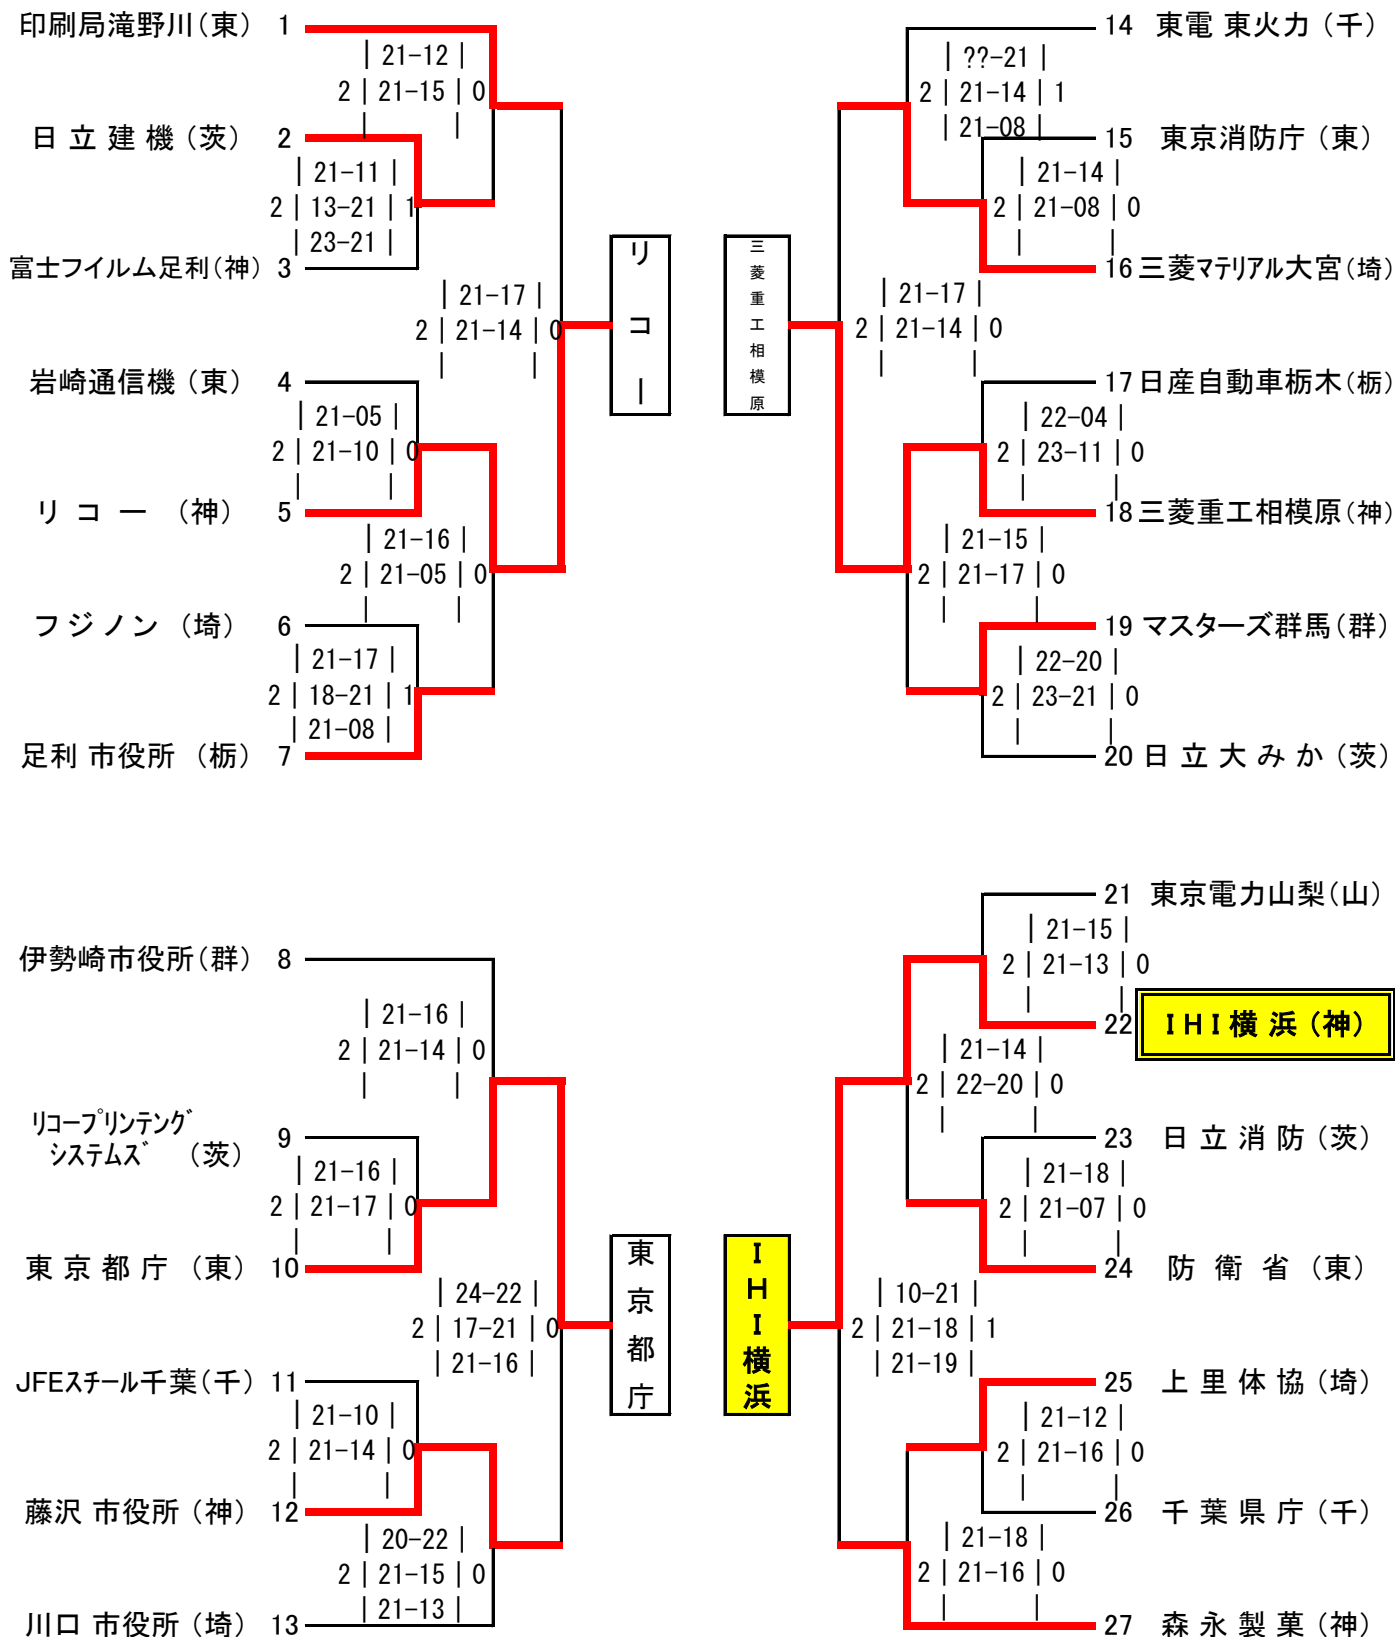 印刷局滝野川(東) 1
| 21-12 |
2 | 21-15 | 0
| |
日立建機(茨) 2
| 21-11 |
2 | 13-21 | 1
| 23-21 |
富士フイルム足利(神) 3
| 21-17 |
2 | 21-14 | 0
| |
岩崎通信機(東) 4
| 21-05 |
2 | 21-10 | 0
| |
リコー (神) 5
| 21-16 |
2 | 21-05 | 0
| |
フジノン (埼) 6
| 21-17 |
2 | 18-21 | 1
| 21-08 |
足利 市役所 (栃) 7
リコー
三菱重工相模原
14 東電 東火力 (千)
| ??-21 |
2 | 21-14 | 1
| 21-08 |
15 東京消防庁 (東)
| 21-14 |
2 | 21-08 | 0
| |
16 三菱マテリアル大宮(埼)
| 21-17 |
2 | 21-14 | 0
| |
17 日産自動車栃木(栃)
| 22-04 |
2 | 23-11 | 0
| |
18 三菱重工相模原(神)
| 21-15 |
2 | 21-17 | 0
| |
19 マスターズ群馬(群)
| 22-20 |
2 | 23-21 | 0
| |
20 日立大みか(茨)
伊勢崎市役所(群) 8
| 21-16 |
2 | 21-14 | 0
| |
リコープリンテング
システムズ (茨) 9
| 21-16 |
2 | 21-17 | 0
| |
東京都庁 (東) 10
| 24-22 |
2 | 17-21 | 0
| 21-16 |
JFEスチール千葉(千) 11
| 21-10 |
2 | 21-14 | 0
| |
藤沢 市役所 (神) 12
| 20-22 |
2 | 21-15 | 0
| 21-13 |
川口 市役所 (埼) 13
東京都庁
IHI横浜
21 東京電力山梨(山)
| 21-15 |
2 | 21-13 | 0
| |
22 IHI横浜(神)
| 21-14 |
2 | 22-20 | 0
| |
23 日立消防(茨)
| 21-18 |
2 | 21-07 | 0
| |
24 防衛省 (東)
| 10-21 |
2 | 21-18 | 1
| 21-19 |
25 上里体協(埼)
| 21-12 |
2 | 21-16 | 0
| |
26 千葉県庁(千)
| 21-18 |
2 | 21-16 | 0
| |
27 森永製菓(神)